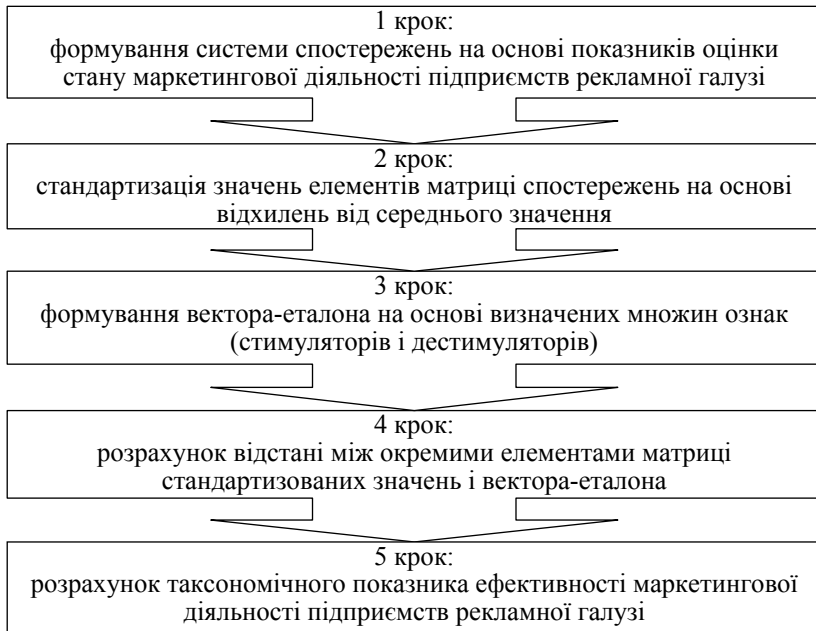 1 крок:
формування системи спостережень на основі показників оцінки
стану маркетингової діяльності підприємств рекламної галузі
2 крок:
стандартизація значень елементів матриці спостережень на основі
відхилень від середнього значення
3 крок:
формування вектора-еталона на основі визначених множин ознак
(стимуляторів і дестимуляторів)
4 крок:
розрахунок відстані між окремими елементами матриці
стандартизованих значень і вектора-еталона
5 крок:
розрахунок таксономічного показника ефективності маркетингової
діяльності підприємств рекламної галузі